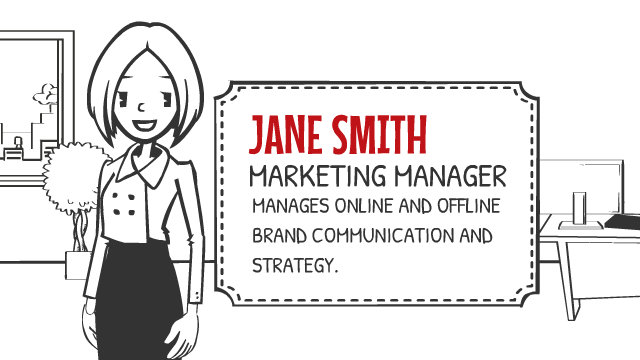 JANE SMITH
MARKETING MANAGER
MANAGES ONLINE AND OFFLINE
BRAND COMMUNICATION AND
STRATEGY.